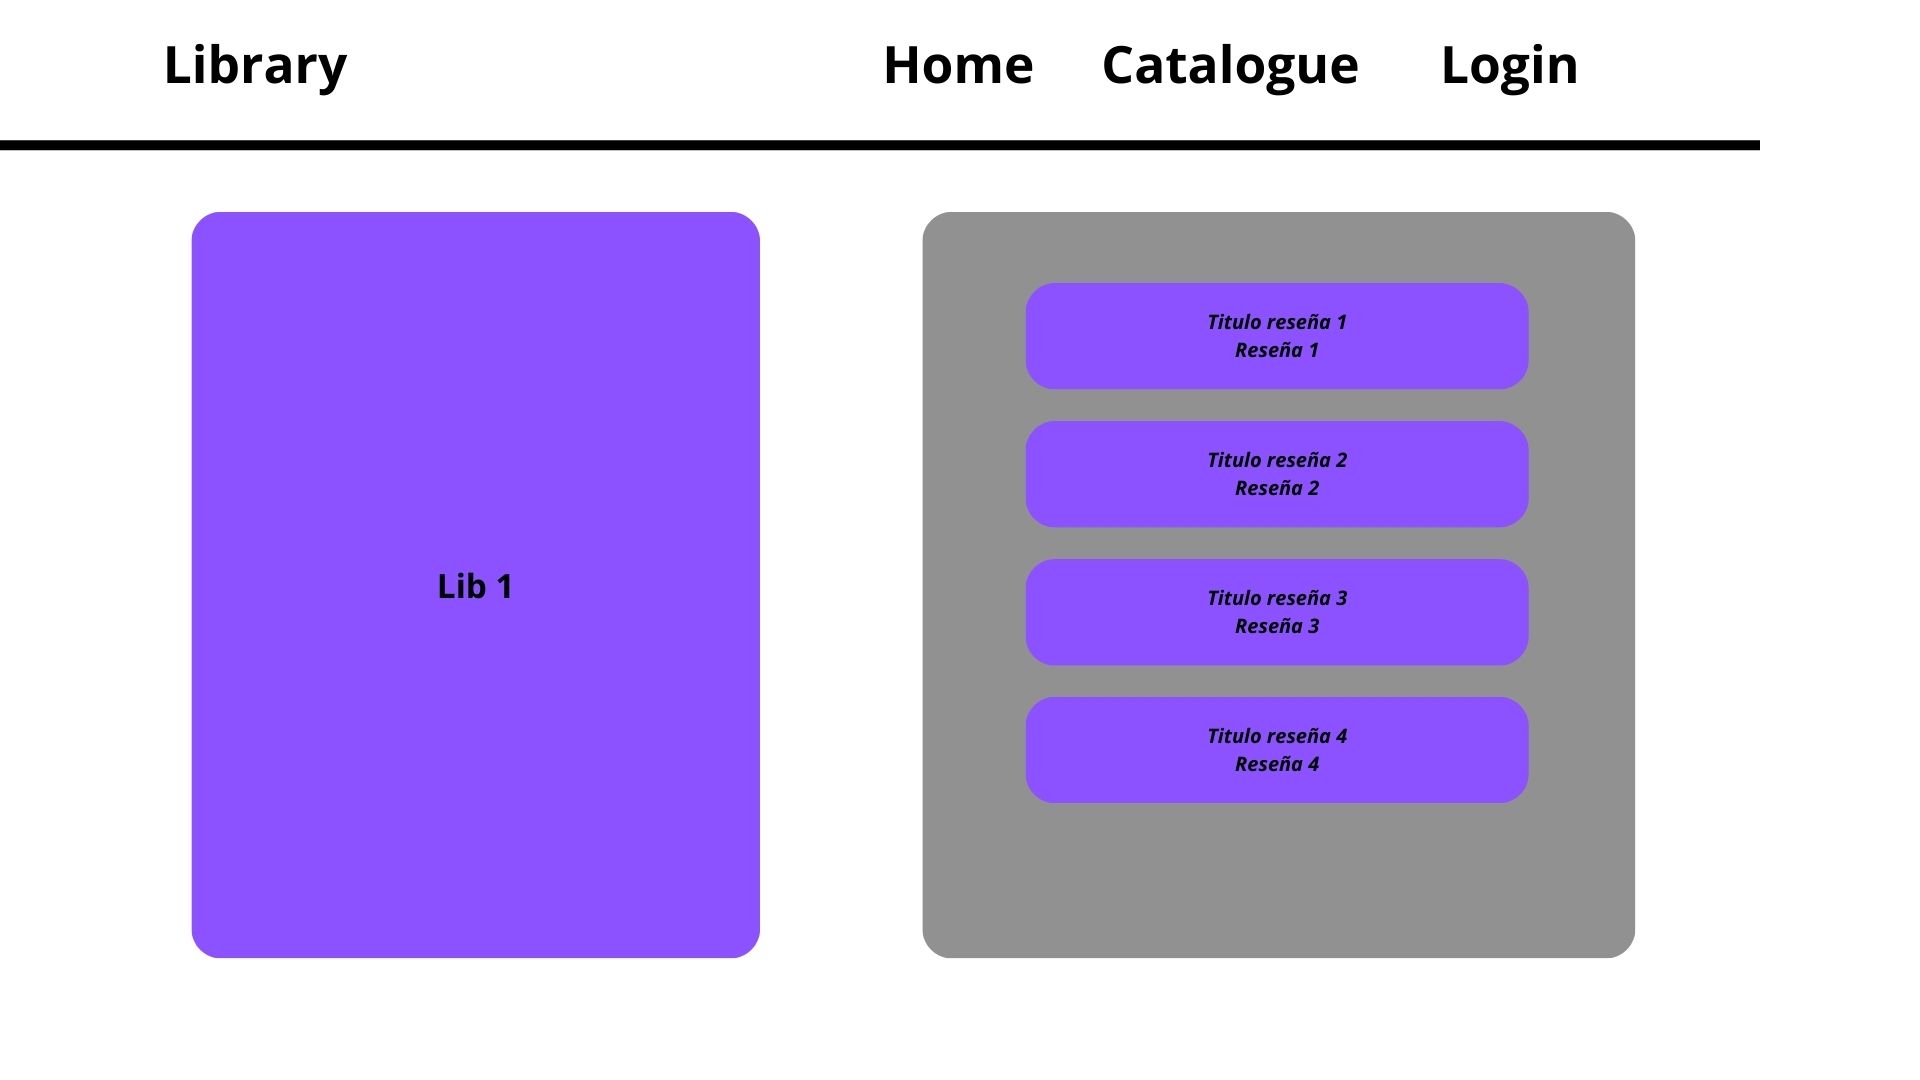 Library
Home
Catalogue
Login
Lib 1
Titulo reseña 1
Reseña 1
Titulo reseña 2
Reseña 2
Titulo reseña 3
Reseña 3
Titulo reseña 4
Reseña 4